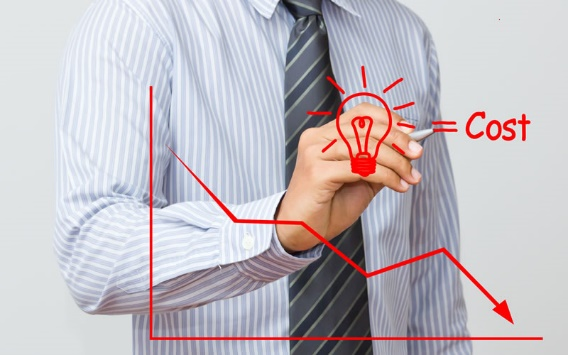 = Cost